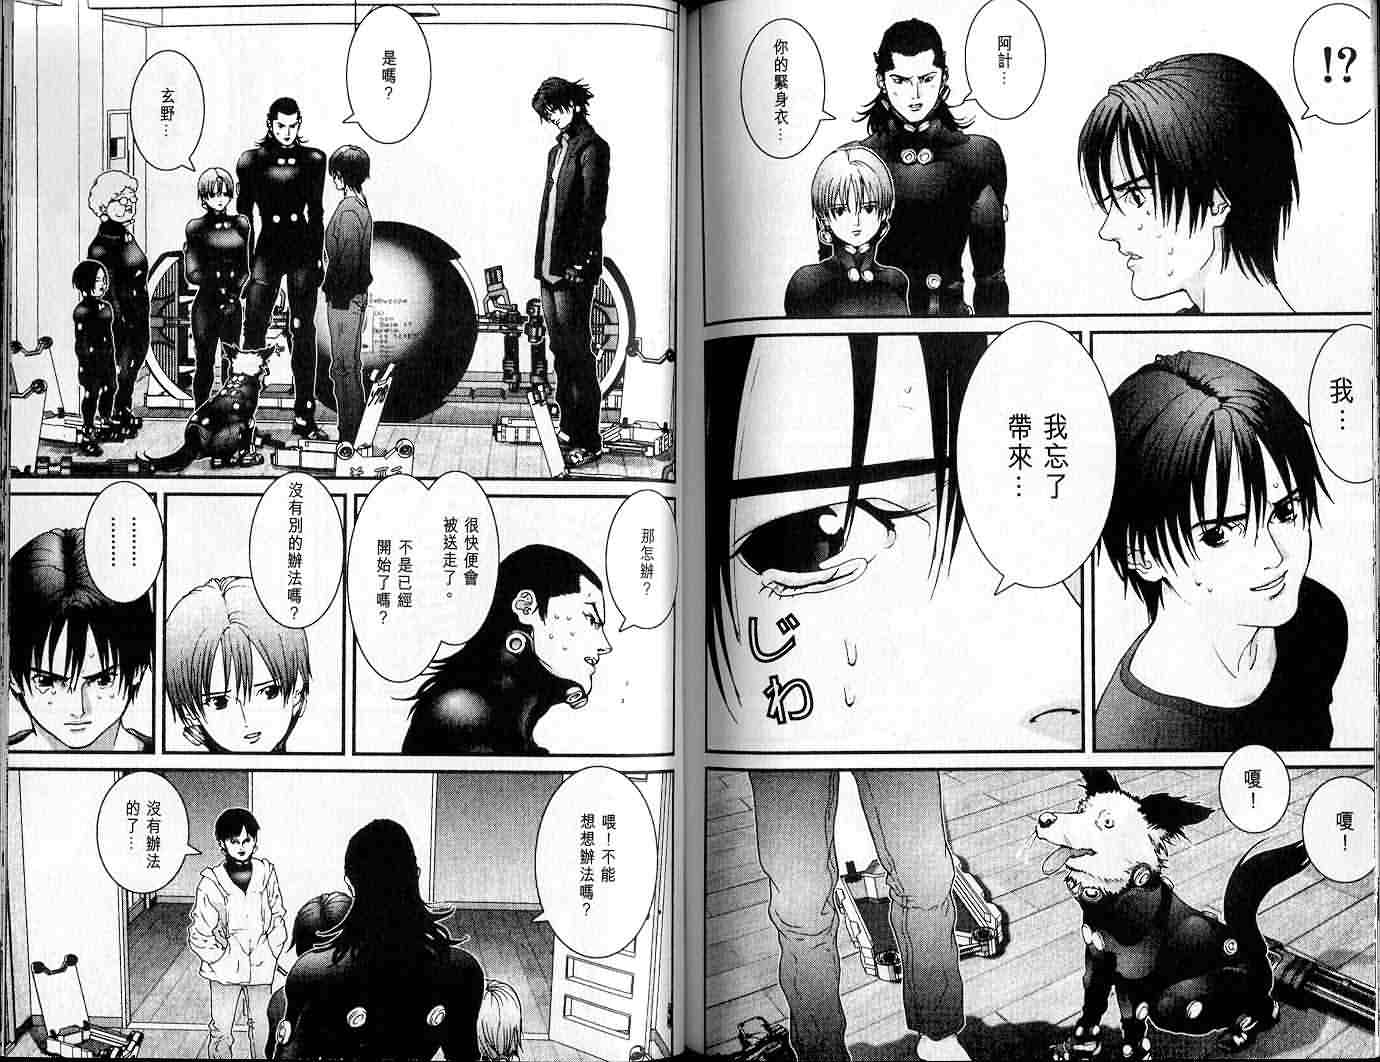 !?
阿計…
你的緊身衣…
我…
我忘了
帶來…
じわ
嗄！
嗄！
是嗎？
玄野…
那怎辦？
很快便會
被送走了。
不是已經
開始了嗎？
沒有別的辦法嗎？
…………
…………
喂！不能
想想辦法嗎？
沒有辦法
的了…